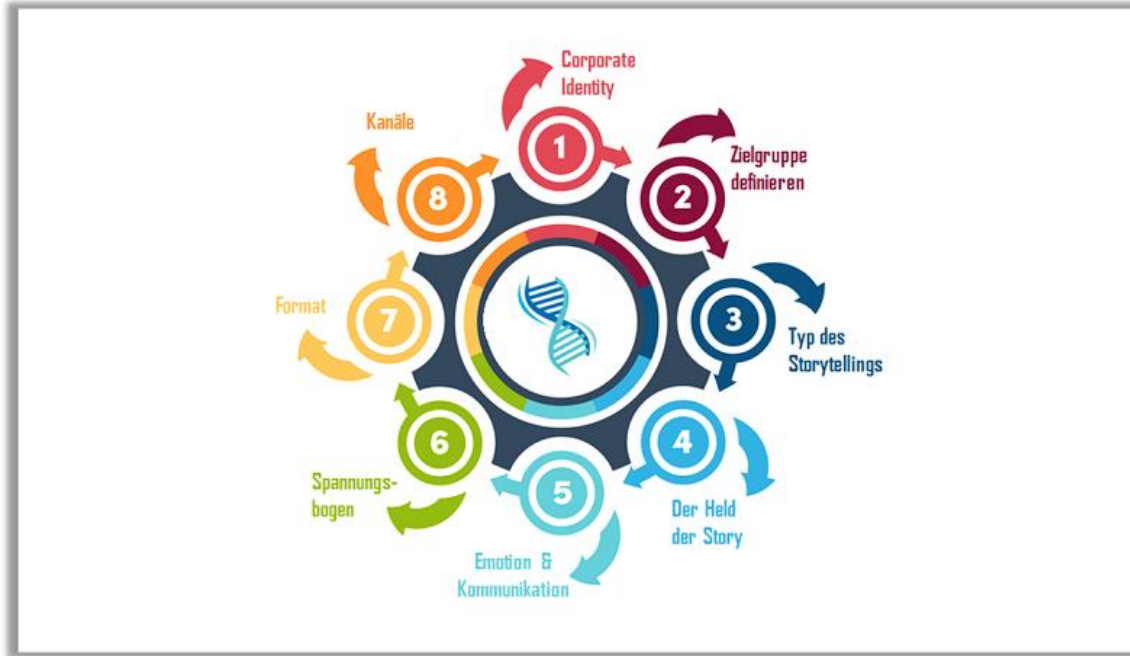 1
Corporate
Identity
2
Zielgruppe
definieren
3
Typ des
Storytellings
4
Der Held
der Story
5
Emotion &
Kommunikation
6
Spannungs-
bogen
7
Format
8
Kanäle